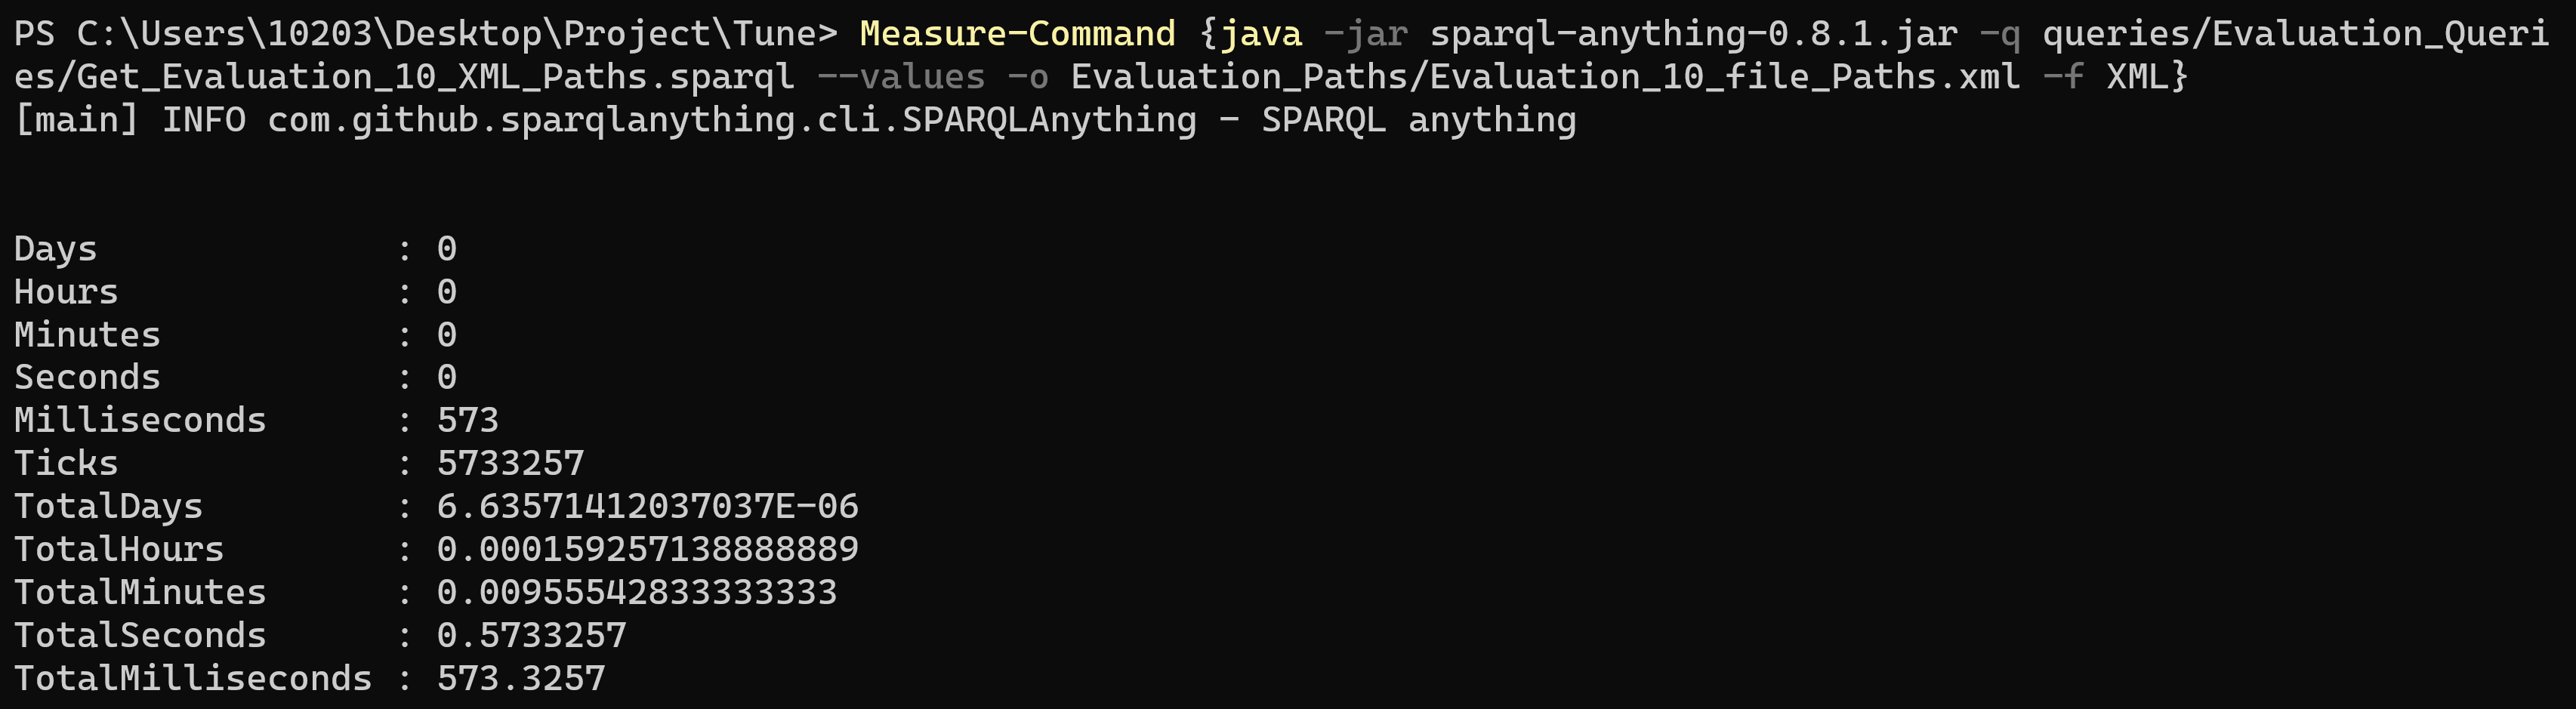 PS C:\Users\10203\Desktop\Project\Tune> Measure-Command {java -jar sparql-anything-0.8.1.jar -q queries/Evaluation_Queri
es/Get_Evaluation_10_XML_Paths.sparql --values -o Evaluation_Paths/Evaluation_10_file_Paths.xml -f XML}
[main] INFO com.github.sparqlanything.cli.SPARQLAnything - SPARQL anything
Days              : 0
Hours             : 0
Minutes           : 0
Seconds           : 0
Milliseconds      : 573
Ticks             : 5733257
TotalDays         : 6.63571412037037E-06
TotalHours        : 0.000159257138888889
TotalMinutes      : 0.00955542833333333
TotalSeconds      : 0.5733257
TotalMilliseconds : 573.3257